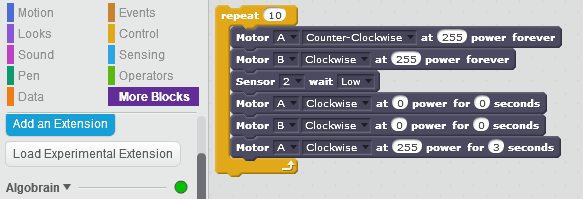 Motion
Events
Looks
Control
Sound
Sensing
Pen
Operators
Data
More Blocks
Add an Extension
Load Experimental Extension
Algobrain
repeat 10
Motor A Counter-Clockwise at 255 power forever
Motor B Clockwise at 255 power forever
Sensor 2 wait Low
Motor A Clockwise at 0 power for 0 seconds
Motor B Clockwise at 0 power for 0 seconds
Motor A Clockwise at 255 power for 3 seconds